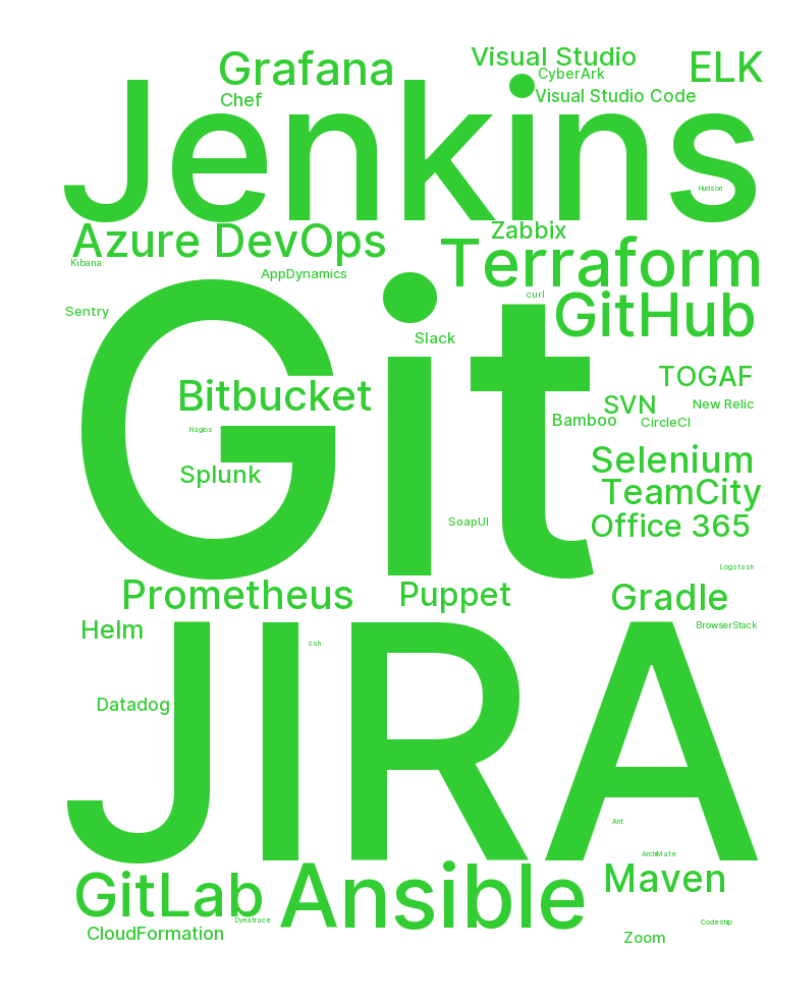 Visual Studio
Grafana
ELK
CyberArk
Chef
Visual Studio Code
Jenkins
Hudson
Azure DevOps
Zabbix
Terraform
Kibana
AppDynamics
curl
GitHub
Sentry
Slack
Git
TOGAF
Bitbucket
SVN
New Relic
Bamboo
CircleCI
Nagios
Selenium
Splunk
TeamCity
SoapUI
Office 365
Logstash
Prometheus
Puppet
Gradle
Helm
BrowserStack
ssh
JIRA
Datadog
Ant
ArchiMate
GitLab
Ansible
Maven
Dynatrace
Codeship
CloudFormation
Zoom